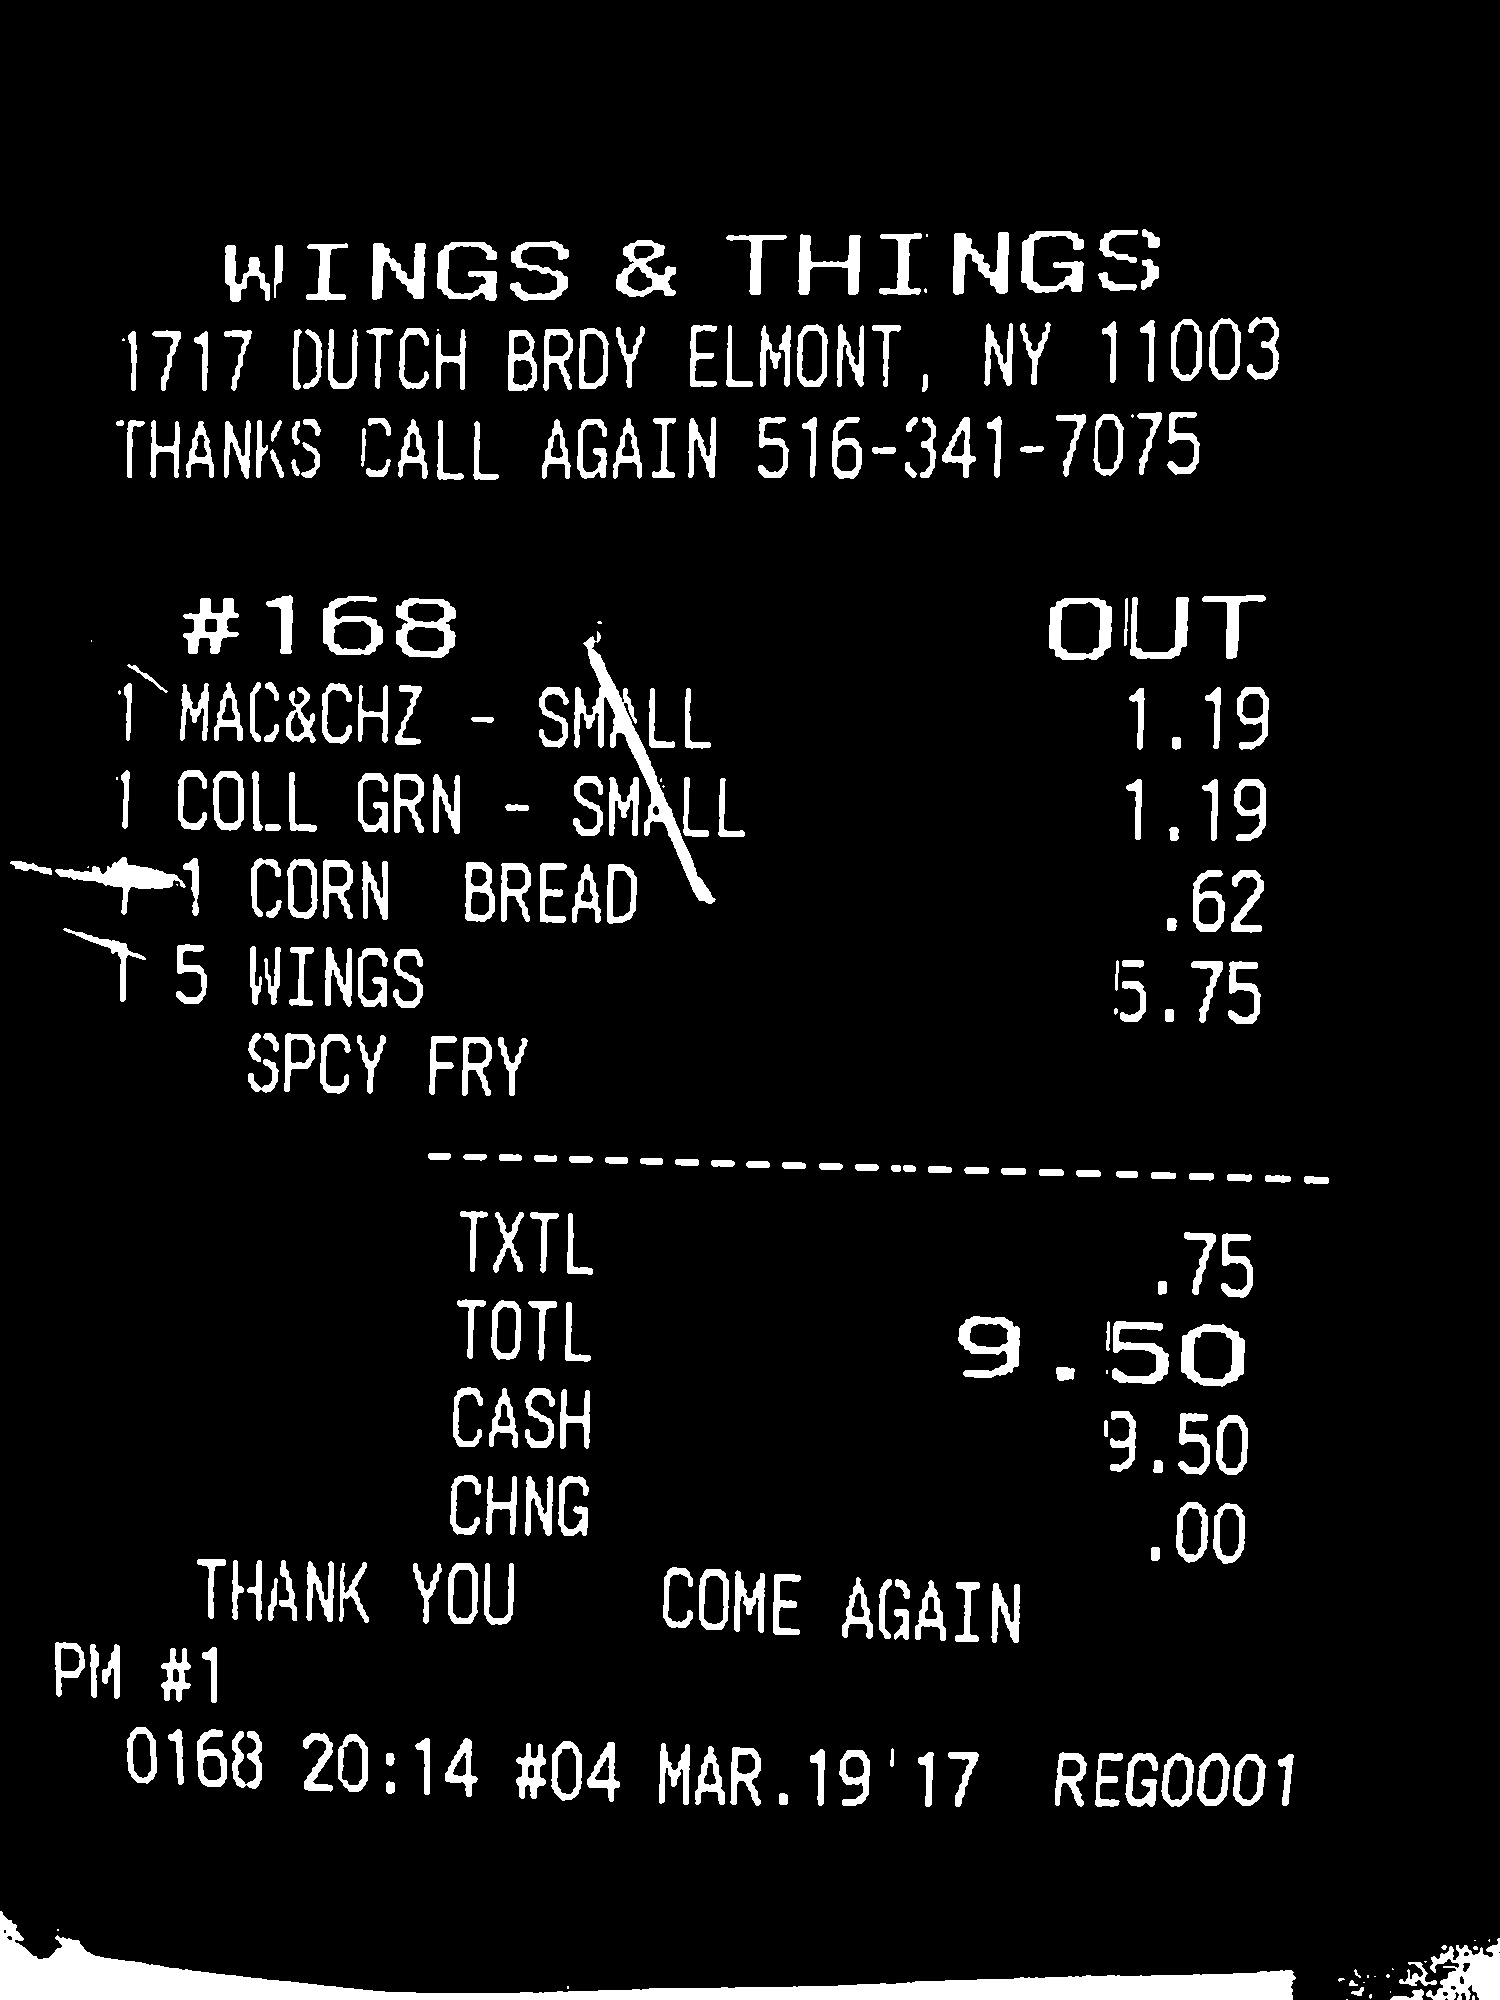 WINGS & THINGS
1717 DUTCH BRDY ELMONT, NY 11003
THANKS CALL AGAIN 516-341-7075
#168 OUT
1 MAC&CHZ - SMALL 1.19
1 COLL GRN - SMALL 1.19
1 1 CORN BREAD .62
1 5 WINGS 5.75
SPCY FRY
-------------------------
TXTL .75
TOTL 9.50
CASH 9.50
CHNG .00
THANK YOU COME AGAIN
PM #1
0168 20:14 #04 MAR.19'17 REG0001